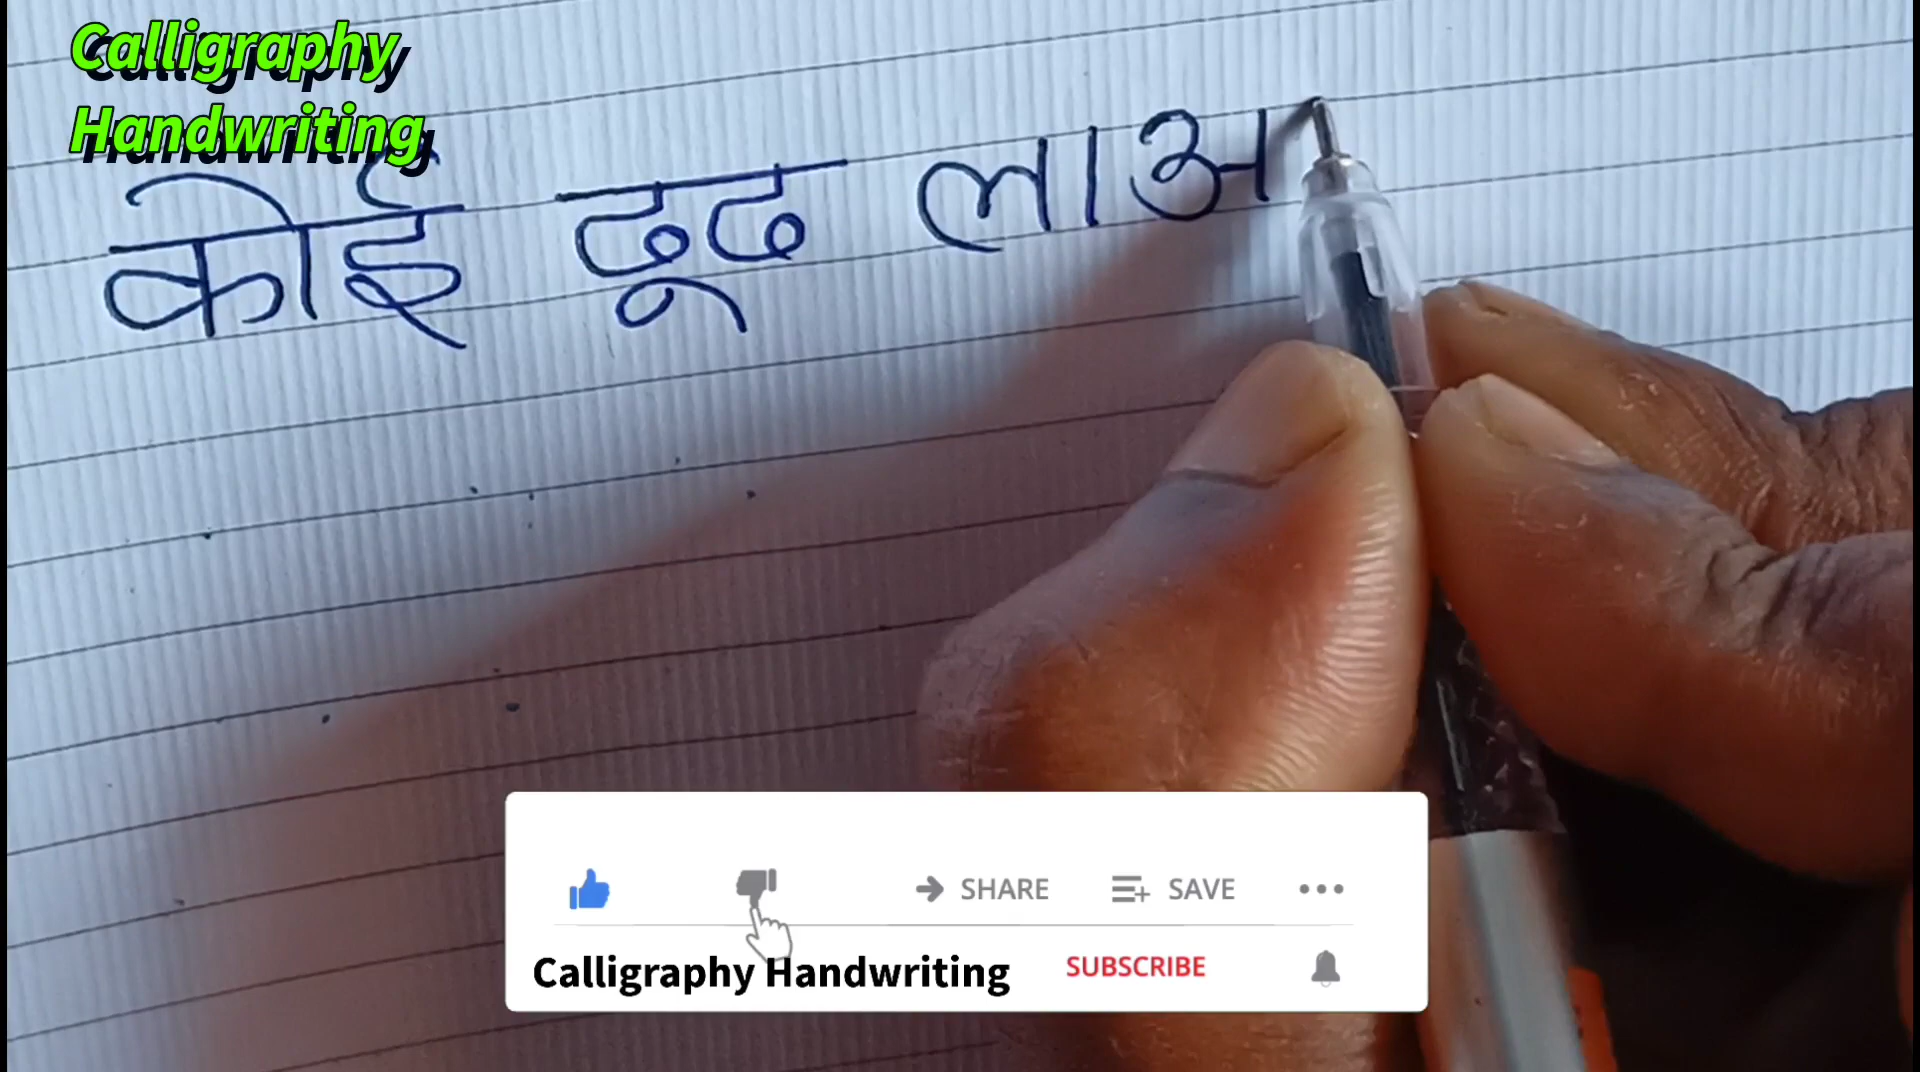 Calligraphy
Handwriting
कोई ढूढ लाअ
SHARE SAVE
Calligraphy Handwriting SUBSCRIBE